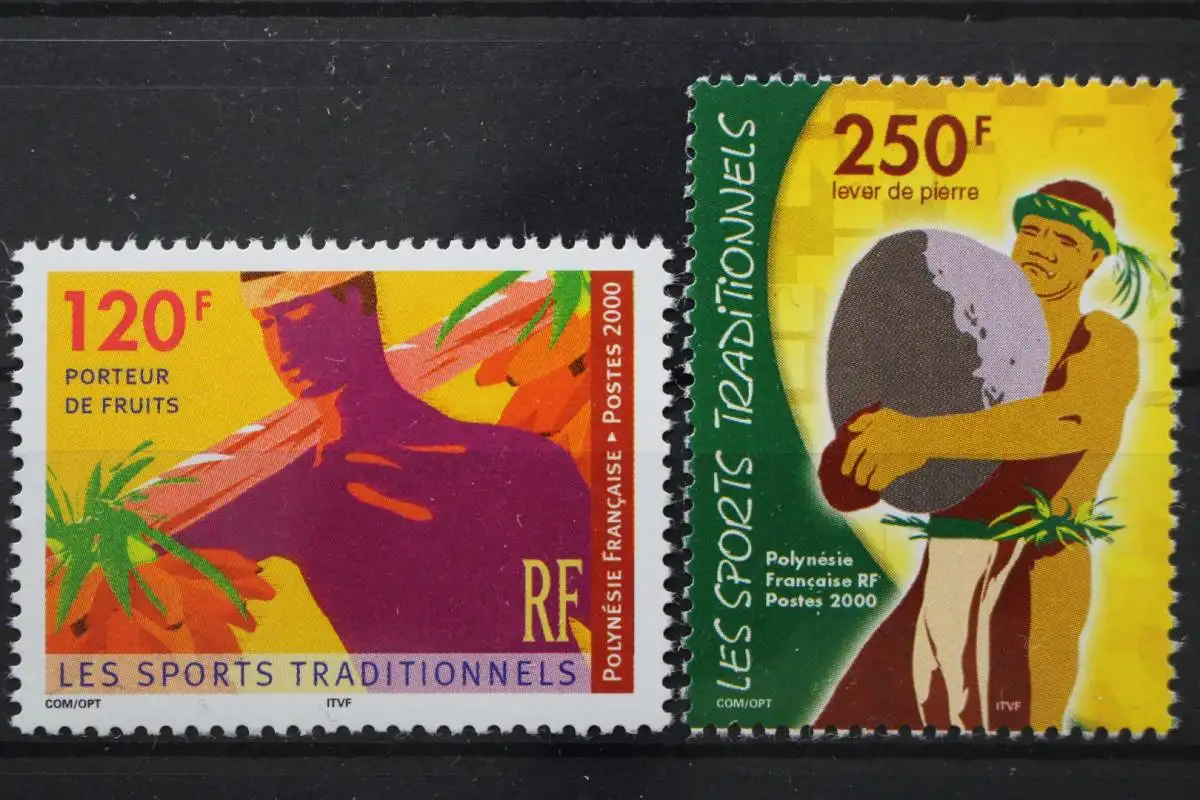 120F
PORTEUR
DE FRUITS
POLYNÉSIE FRANÇAISE ▸ POSTES 2000
RF
LES SPORTS TRADITIONNELS
COM/OPT ITVF
LES SPORTS TRADITIONNELS
250F
lever de pierre
Polynésie
Française RF
Postes 2000
COM/OPT ITVF